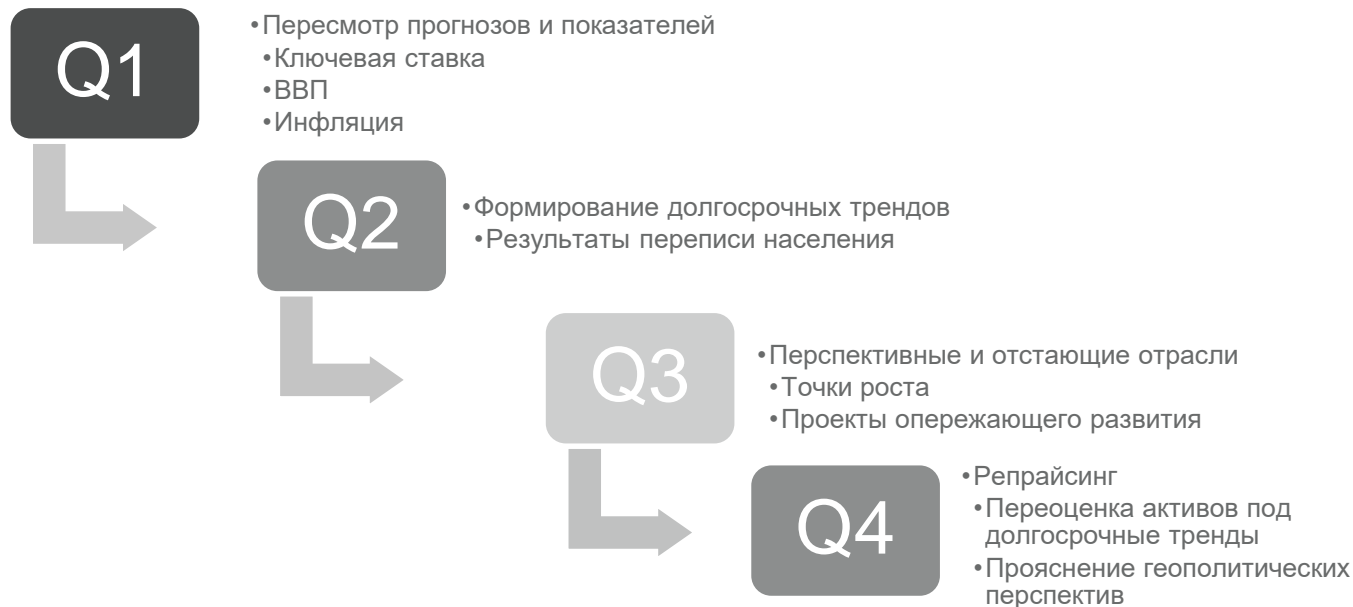 Q1
•Пересмотр прогнозов и показателей
•Ключевая ставка
•ВВП
•Инфляция
Q2
•Формирование долгосрочных трендов
•Результаты переписи населения
Q3
•Перспективные и отстающие отрасли
•Точки роста
•Проекты опережающего развития
Q4
•Репрайсинг
•Переоценка активов под
долгосрочные тренды
•Прояснение геополитических
перспектив